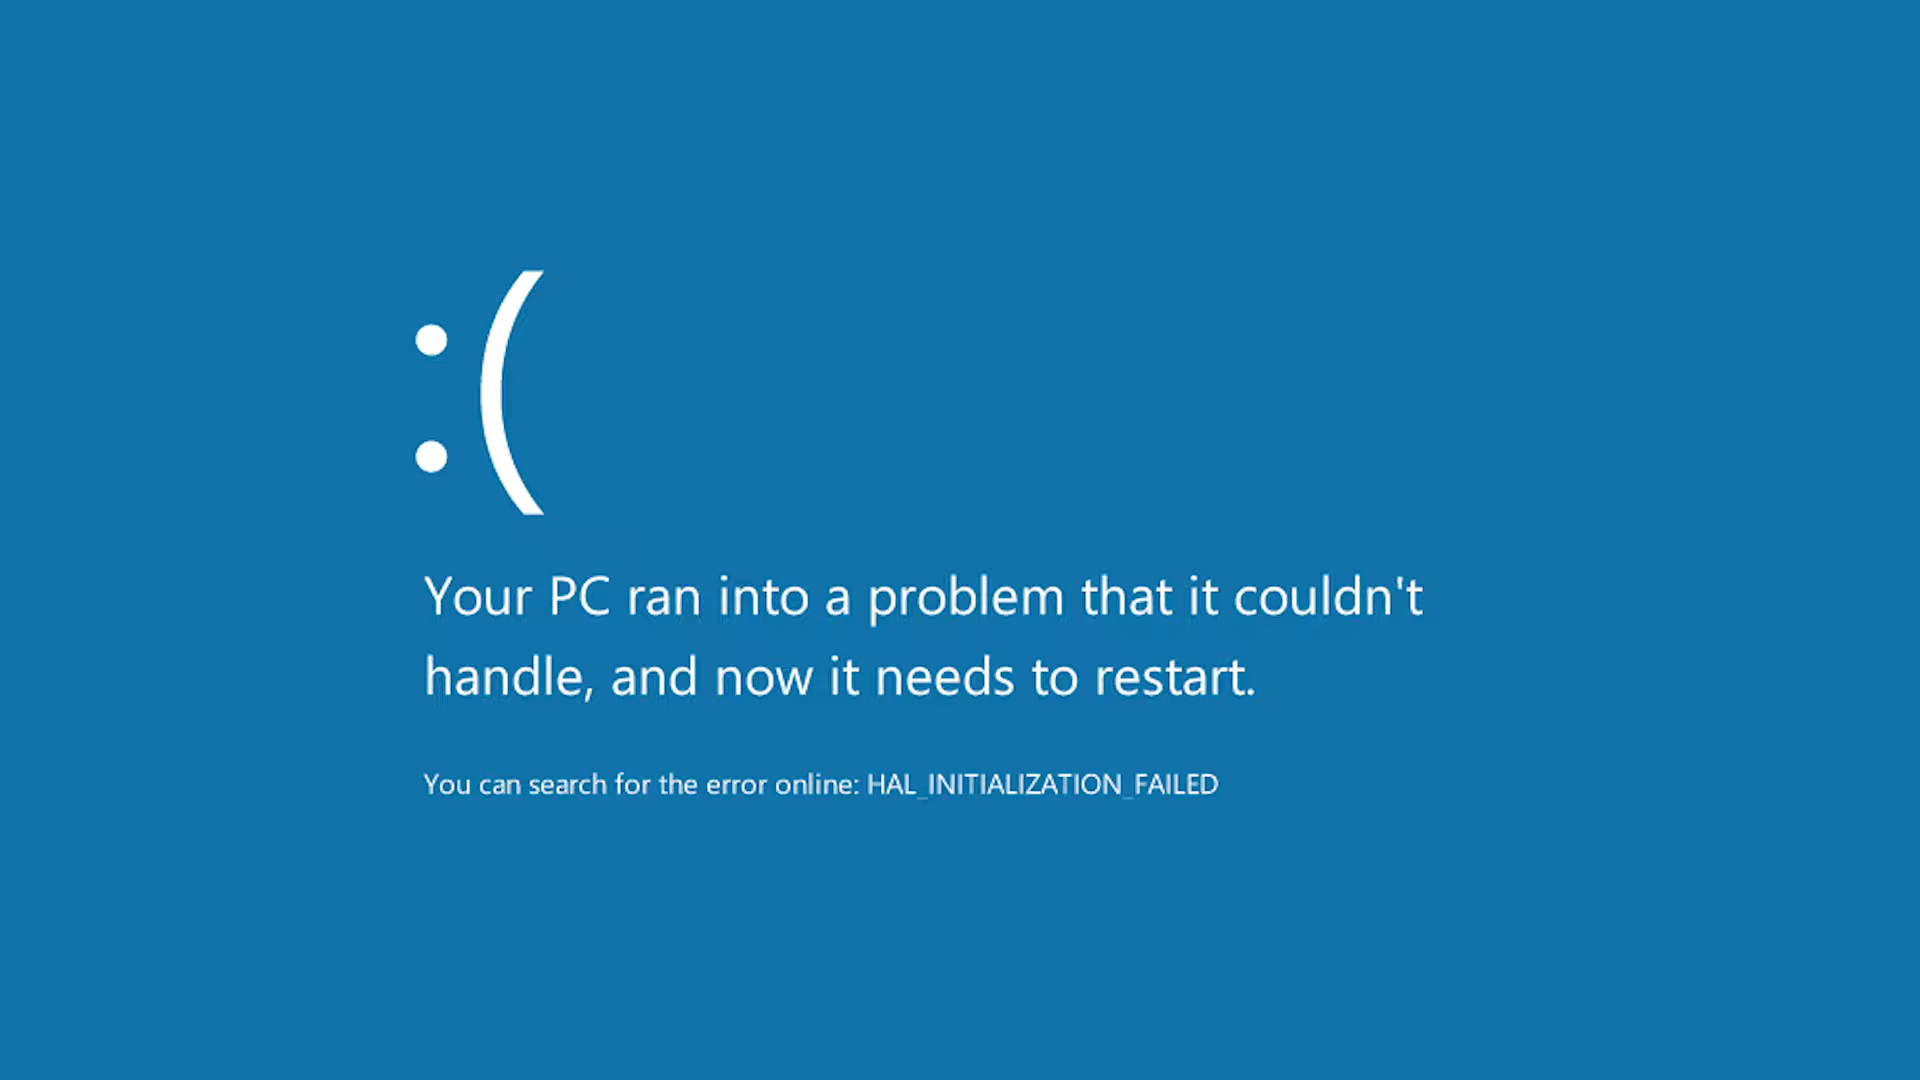 :(
Your PC ran into a problem that it couldn't
handle, and now it needs to restart.
You can search for the error online: HAL_INITIALIZATION_FAILED